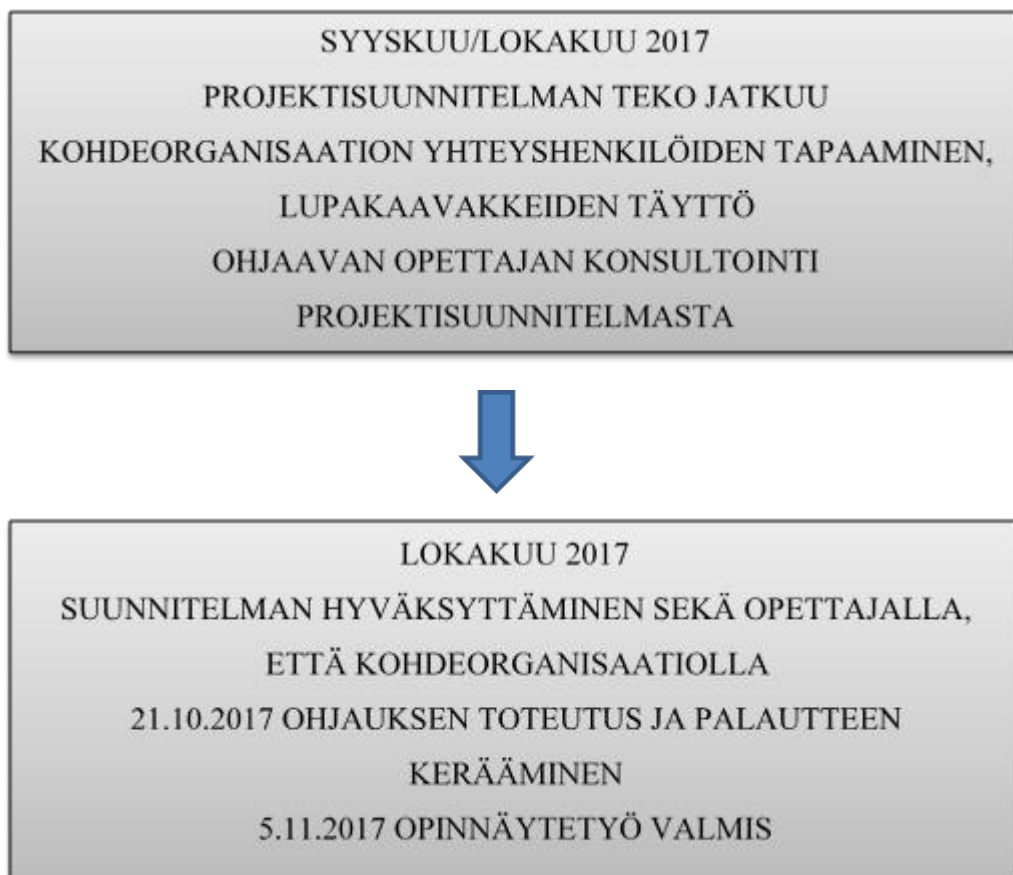 SYYSKUU/LOKAKUU 2017
PROJEKTISUUNNITELMAN TEKO JATKUU
KOHDEORGANISAATION YHTEYSHENKILÖIDEN TAPAAMINEN,
LUPAKAAVAKKEIDEN TÄYTTÖ
OHJAAVAN OPETTAJAN KONSULTOINTI
PROJEKTISUUNNITELMASTA
LOKAKUU 2017
SUUNNITELMAN HYVÄKSYTTÄMINEN SEKÄ OPETTAJALLA,
ETTÄ KOHDEORGANISAATIOLLA
21.10.2017 OHJAUKSEN TOTEUTUS JA PALAUTTEEN
KERÄÄMINEN
5.11.2017 OPINNÄYTETYÖ VALMIS